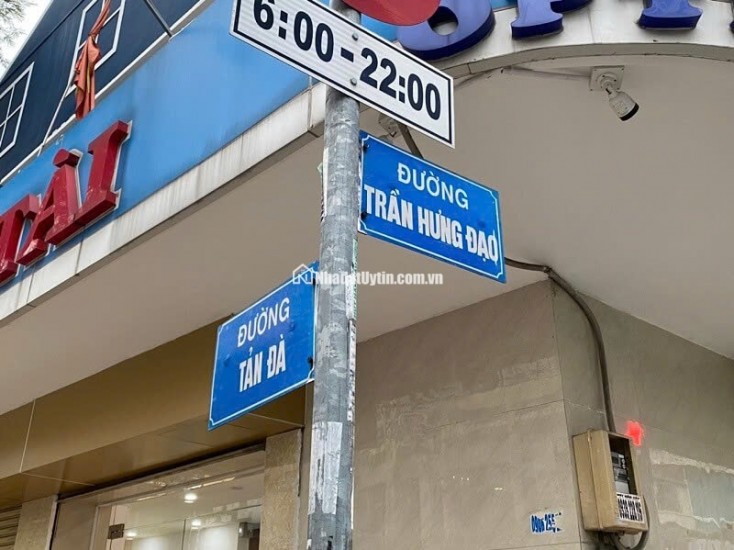 6:00-22:00
TÀI
ĐƯỜNG
TRẦN HƯNG ĐẠO
NhaDatUytin.com.vn
ĐƯỜNG
TẢN ĐÀ